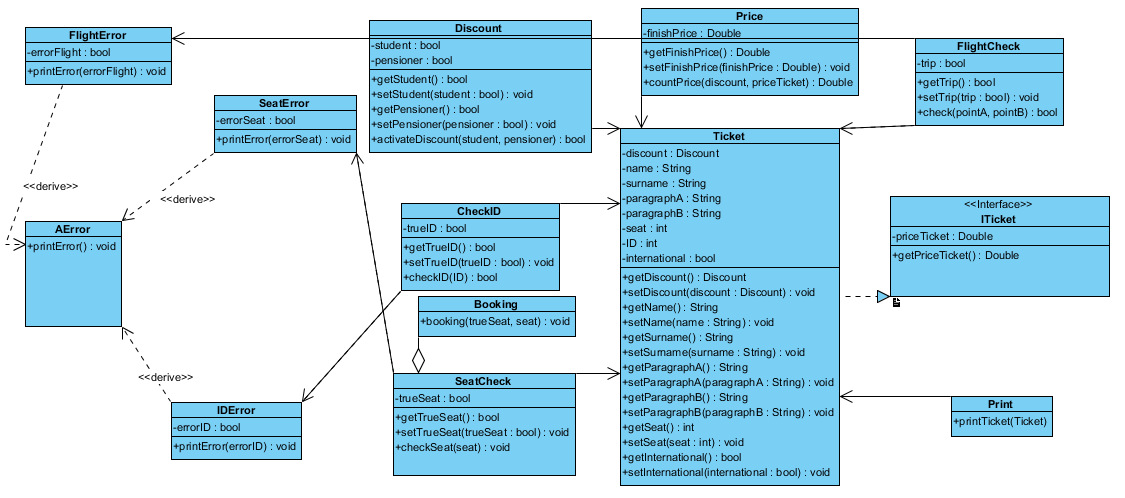 FlightError
-errorFlight : bool
+printError(errorFlight) : void
Discount
-student : bool
-pensioner : bool
+getStudent() : bool
+setStudent(student : bool) : void
+getPensioner() : bool
+setPensioner(pensioner : bool) : void
+activateDiscount(student, pensioner) : bool
Price
-finishPrice : Double
+getFinishPrice() : Double
+setFinishPrice(finishPrice : Double) : void
+countPrice(discount, priceTicket) : Double
FlightCheck
-trip : bool
+getTrip() : bool
+setTrip(trip : bool) : void
+check(pointA, pointB) : bool
SeatError
-errorSeat : bool
+printError(errorSeat) : void
<<derive>>
<<derive>>
AError
+printError() : void
CheckID
-trueID : bool
+getTrueID() : bool
+setTrueID(trueID : bool) : void
+checkID(ID) : bool
Booking
+booking(trueSeat, seat) : void
Ticket
-discount : Discount
-name : String
-surname : String
-paragraphA : String
-paragraphB : String
-seat : int
-ID : int
-international : bool
+getDiscount() : Discount
+setDiscount(discount : Discount) : void
+getName() : String
+setName(name : String) : void
+getSurname() : String
+setSurname(surname : String) : void
+getParagraphA() : String
+setParagraphA(paragraphA : String) : void
+getParagraphB() : String
+setParagraphB(paragraphB : String) : void
+getSeat() : int
+setSeat(seat : int) : void
+getInternational() : bool
+setInternational(international : bool) : void
<<Interface>>
ITicket
-priceTicket : Double
+getPriceTicket() : Double
<<derive>>
IDError
-errorID : bool
+printError(errorID) : void
SeatCheck
-trueSeat : bool
+getTrueSeat() : bool
+setTrueSeat(trueSeat : bool) : void
+checkSeat(seat) : void
Print
+printTicket(Ticket)